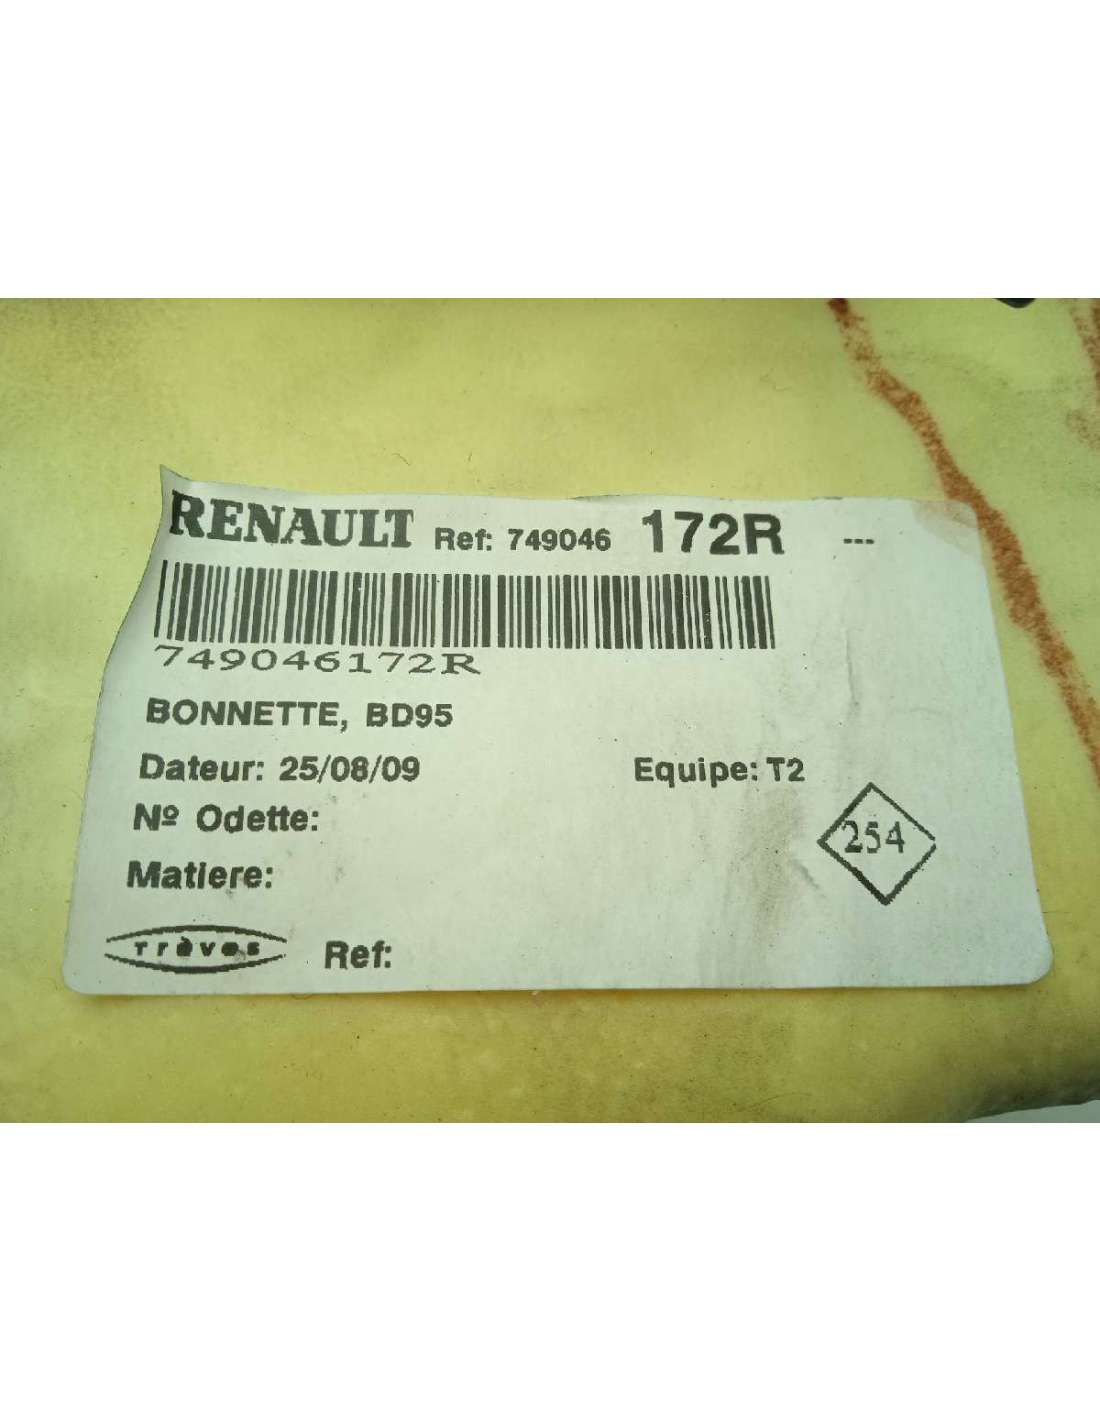 RENAULT Ref: 749046 172R ---
749046172R
BONNETTE, BD95
Dateur: 25/08/09 Equipe: T2
Nº Odette:
254
Matiere:
Trèves Ref: